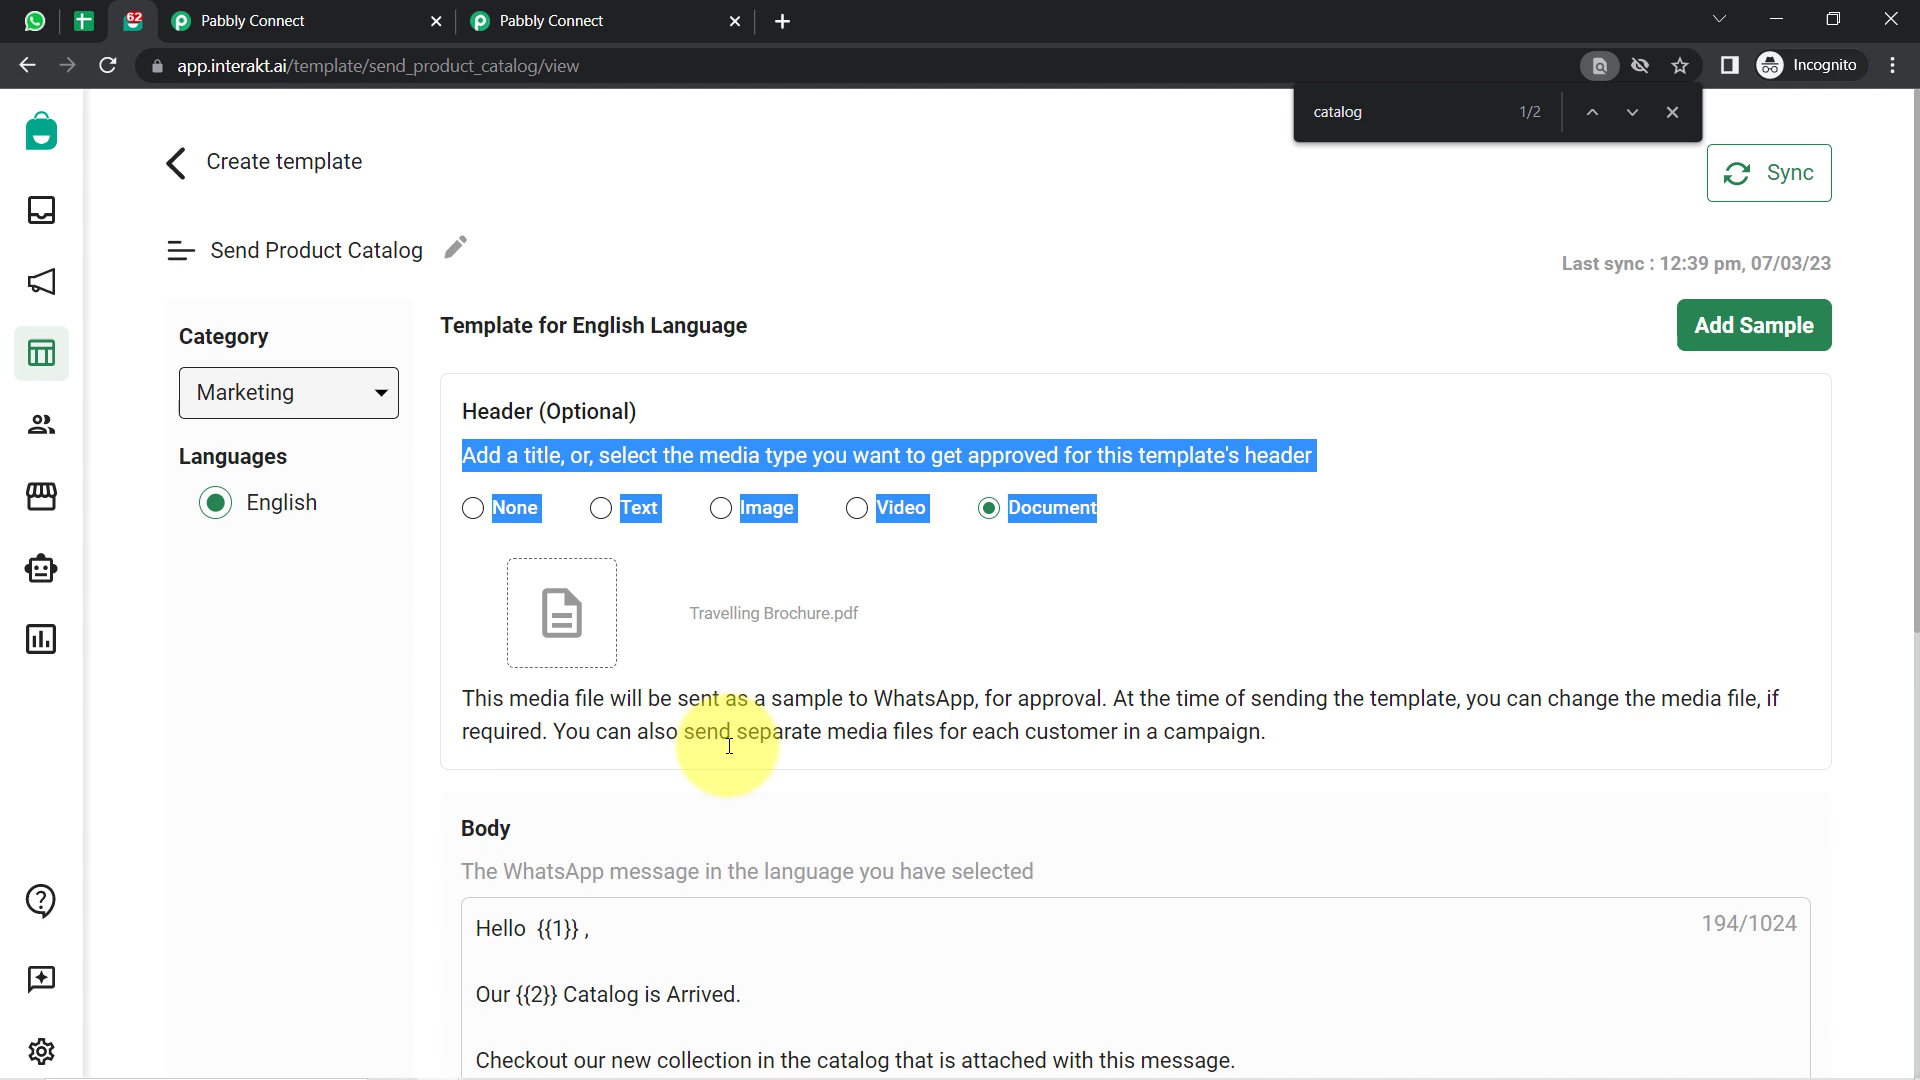 62
Pabbly Connect
Pabbly Connect
app.interakt.ai/template/send_product_catalog/view
Incognito
catalog
1/2
Create template
Sync
Send Product Catalog
Last sync : 12:39 pm, 07/03/23
Category
Marketing
Languages
English
Template for English Language
Add Sample
Header (Optional)
Add a title, or, select the media type you want to get approved for this template's header
None
Text
Image
Video
Document
Travelling Brochure.pdf
This media file will be sent as a sample to WhatsApp, for approval. At the time of sending the template, you can change the media file, if
required. You can also send separate media files for each customer in a campaign.
Body
The WhatsApp message in the language you have selected
194/1024
Hello {{1}} ,
Our {{2}} Catalog is Arrived.
Checkout our new collection in the catalog that is attached with this message.